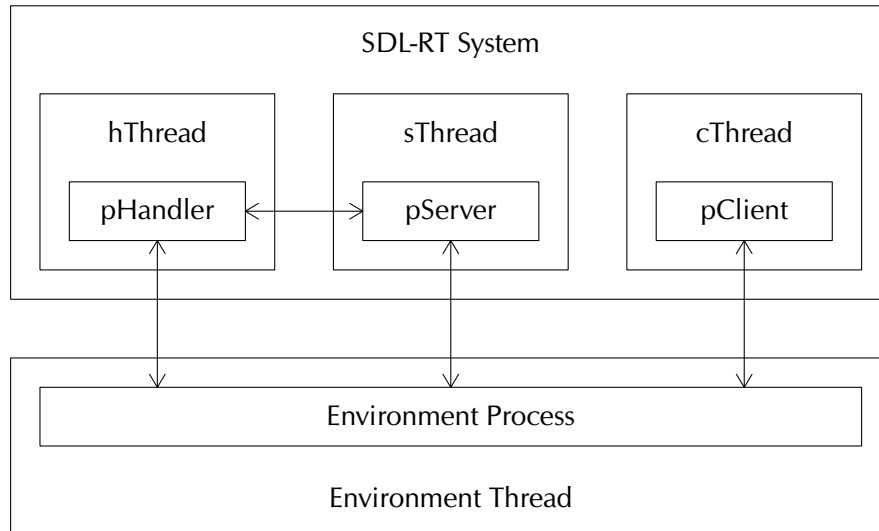 SDL-RT System
hThread
sThread
cThread
pHandler
pServer
pClient
Environment Process
Environment Thread